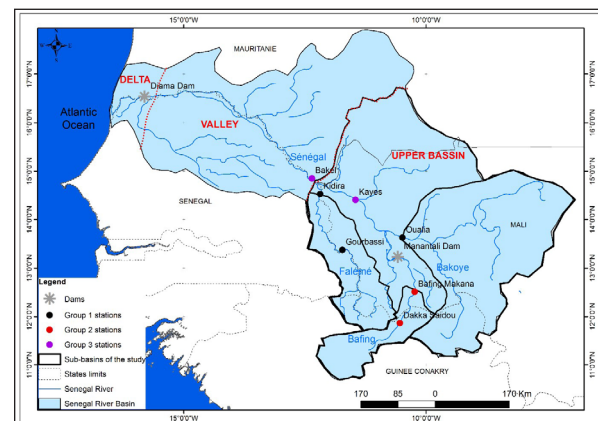 15°0'0"W
10°0'0"W
MAURITANIE
17°0'0"N
DELTA
Diama Dam
Atlantic
Ocean
16°0'0"N
VALLEY
Sénégal
UPPER BASSIN
15°0'0"N
Bakel
Kidira
Kayes
SENEGAL
MALI
14°0'0"N
Oualia
Gourbassi
Manantali Dam
Falémé
Bakoye
13°0'0"N
Bafing Makana
12°0'0"N
Dakka Saidou
Bafing
11°0'0"N
GUINEE CONAKRY
Legend
Dams
Group 1 stations
Group 2 stations
Group 3 stations
Sub-basins of the study
States limits
Senegal River
Senegal River Basin
170 85 0 170 Km
15°0'0"W
10°0'0"W